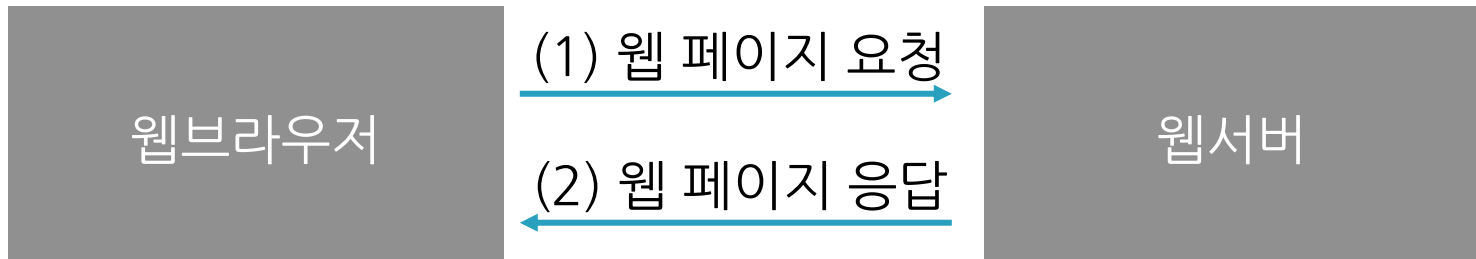 웹브라우저
(1) 웹 페이지 요청
(2) 웹 페이지 응답
웹서버